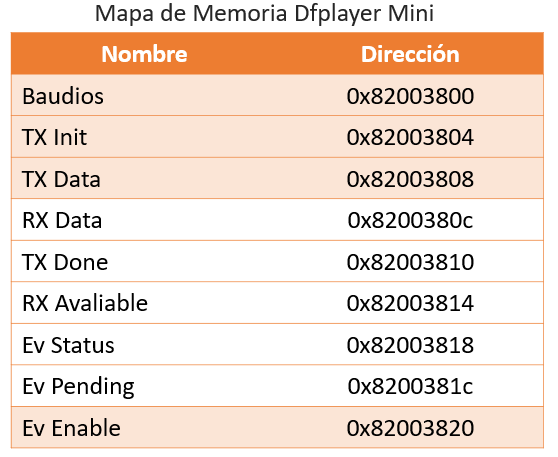 Mapa de Memoria Dfplayer Mini
Nombre Dirección
Baudios 0x82003800
TX Init 0x82003804
TX Data 0x82003808
RX Data 0x8200380c
TX Done 0x82003810
RX Avaliable 0x82003814
Ev Status 0x82003818
Ev Pending 0x8200381c
Ev Enable 0x82003820